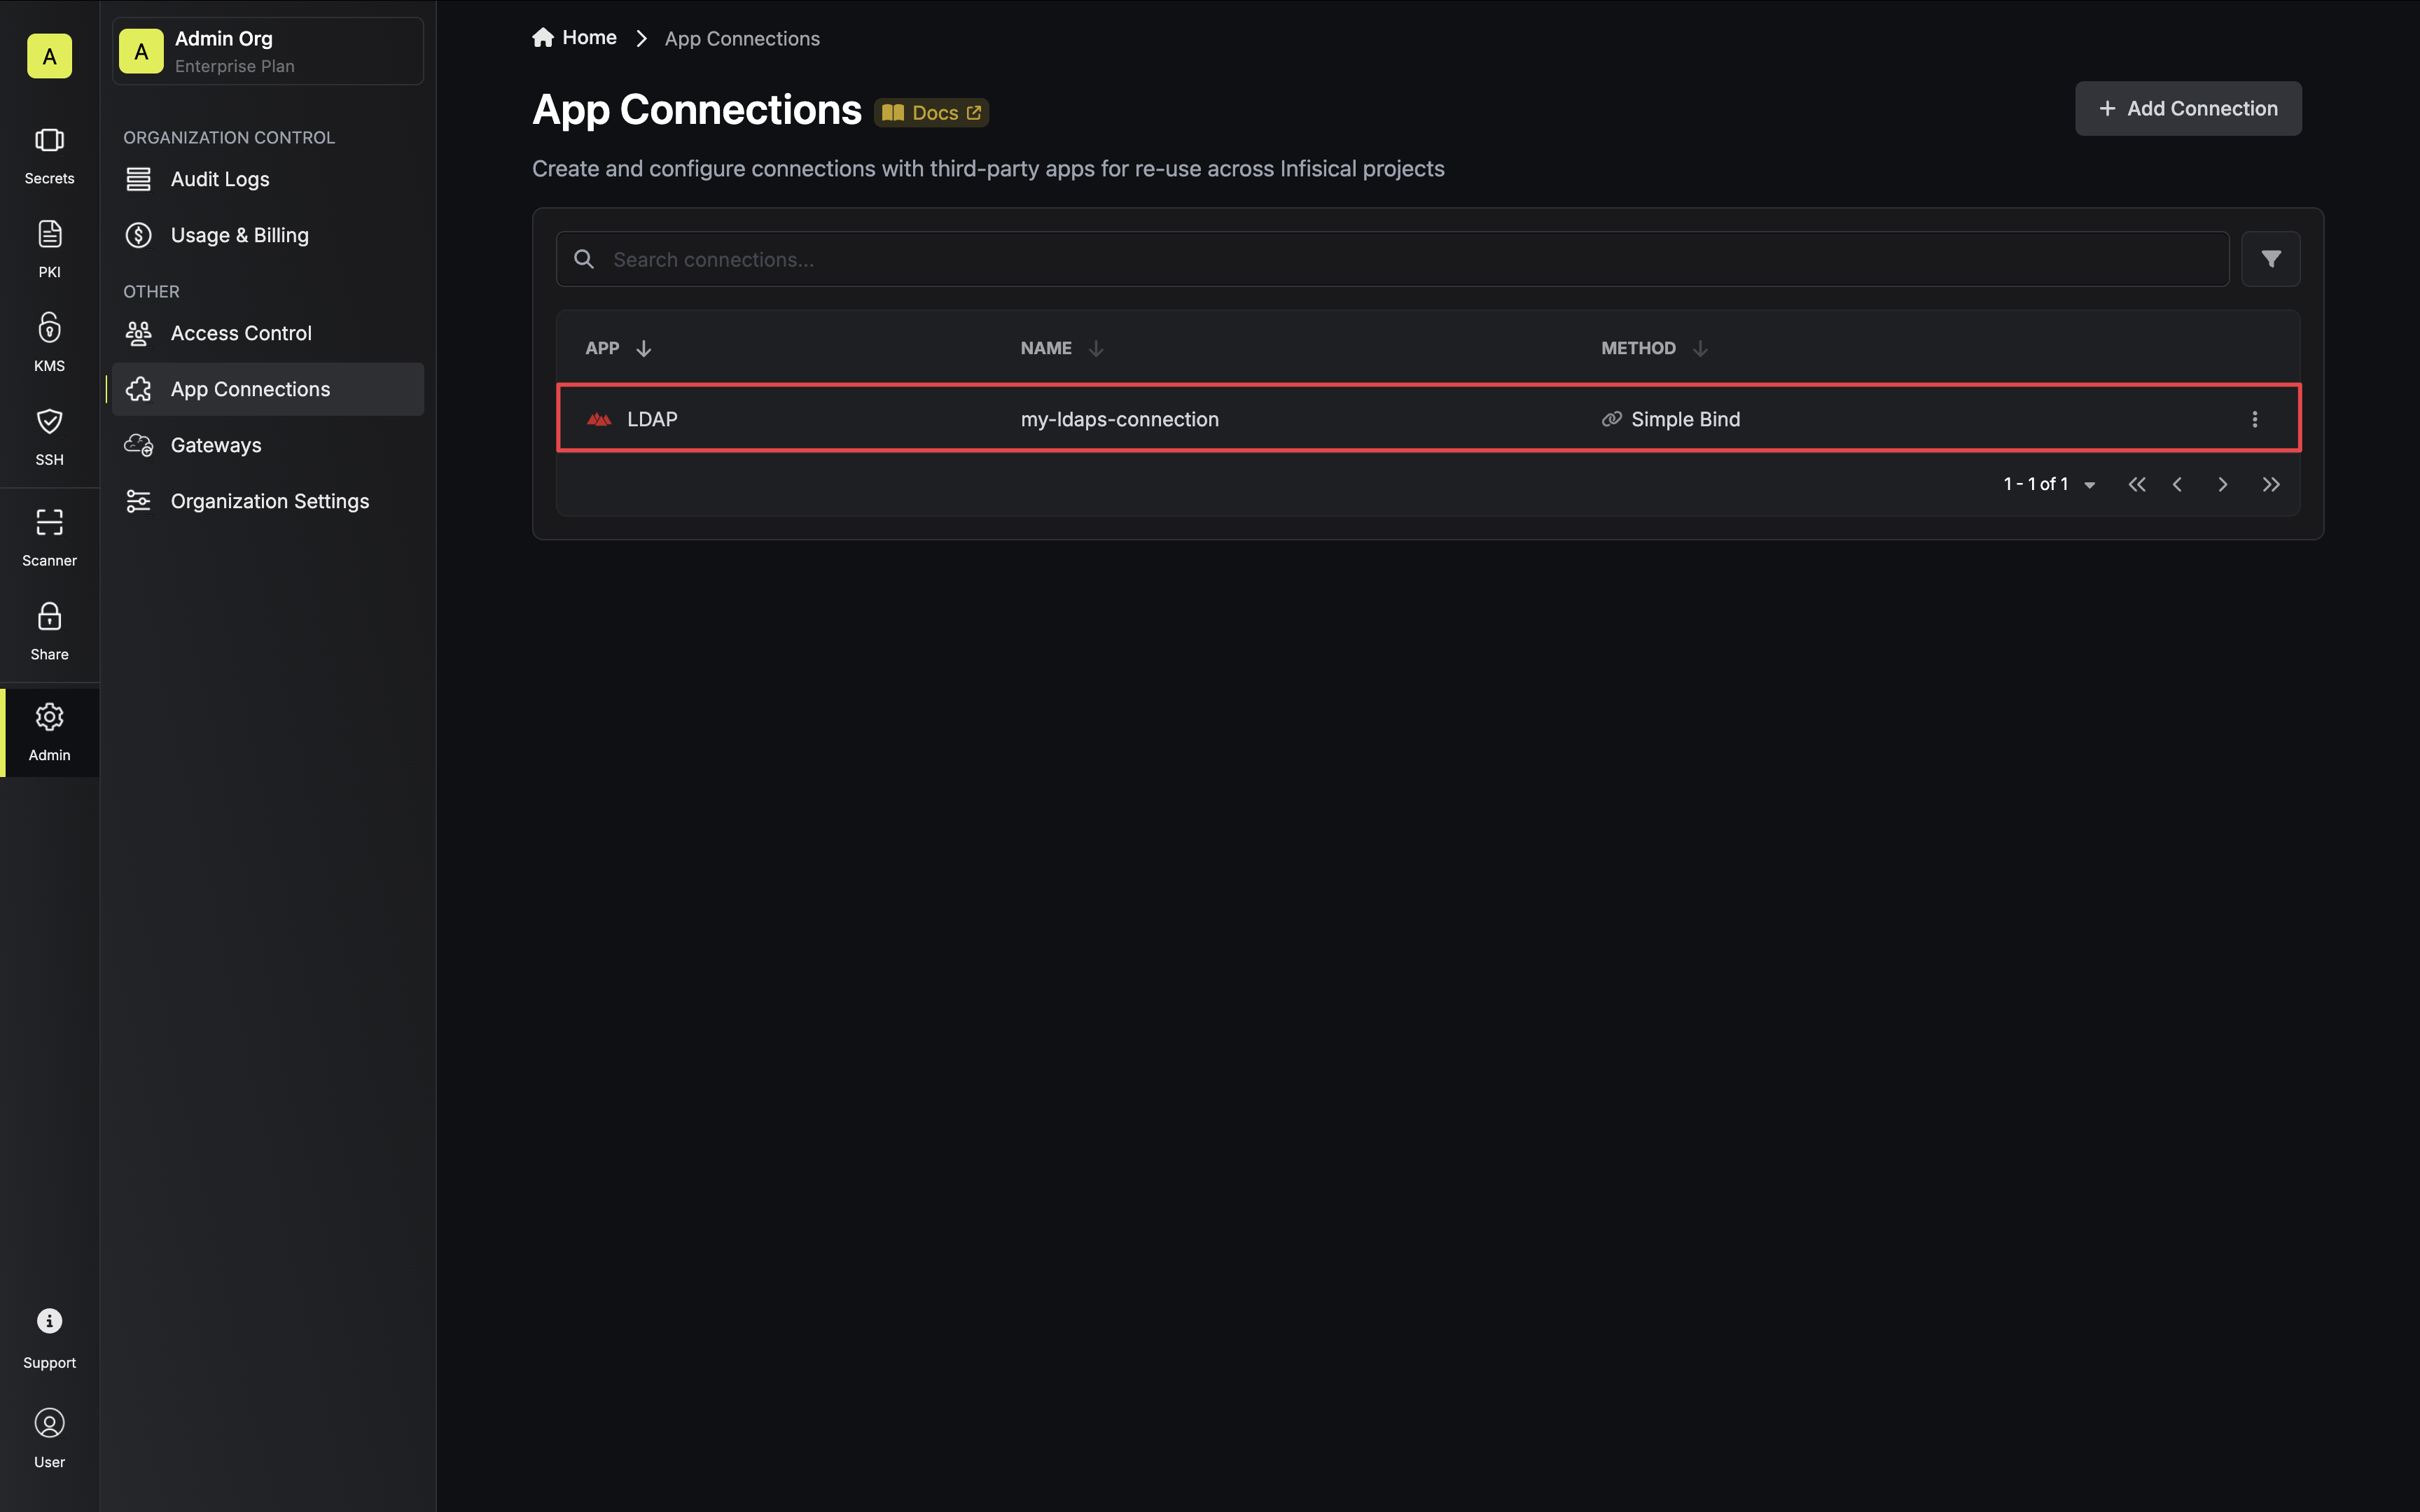 A
Secrets
PKI
KMS
SSH
Scanner
Share
Admin
Support
User
A
Admin Org
Enterprise Plan
ORGANIZATION CONTROL
Audit Logs
Usage & Billing
OTHER
Access Control
App Connections
Gateways
Organization Settings
Home
App Connections
App Connections
Docs
Add Connection
Create and configure connections with third-party apps for re-use across Infisical projects
Search connections...
APP NAME METHOD
LDAP my-ldaps-connection Simple Bind
1 - 1 of 1